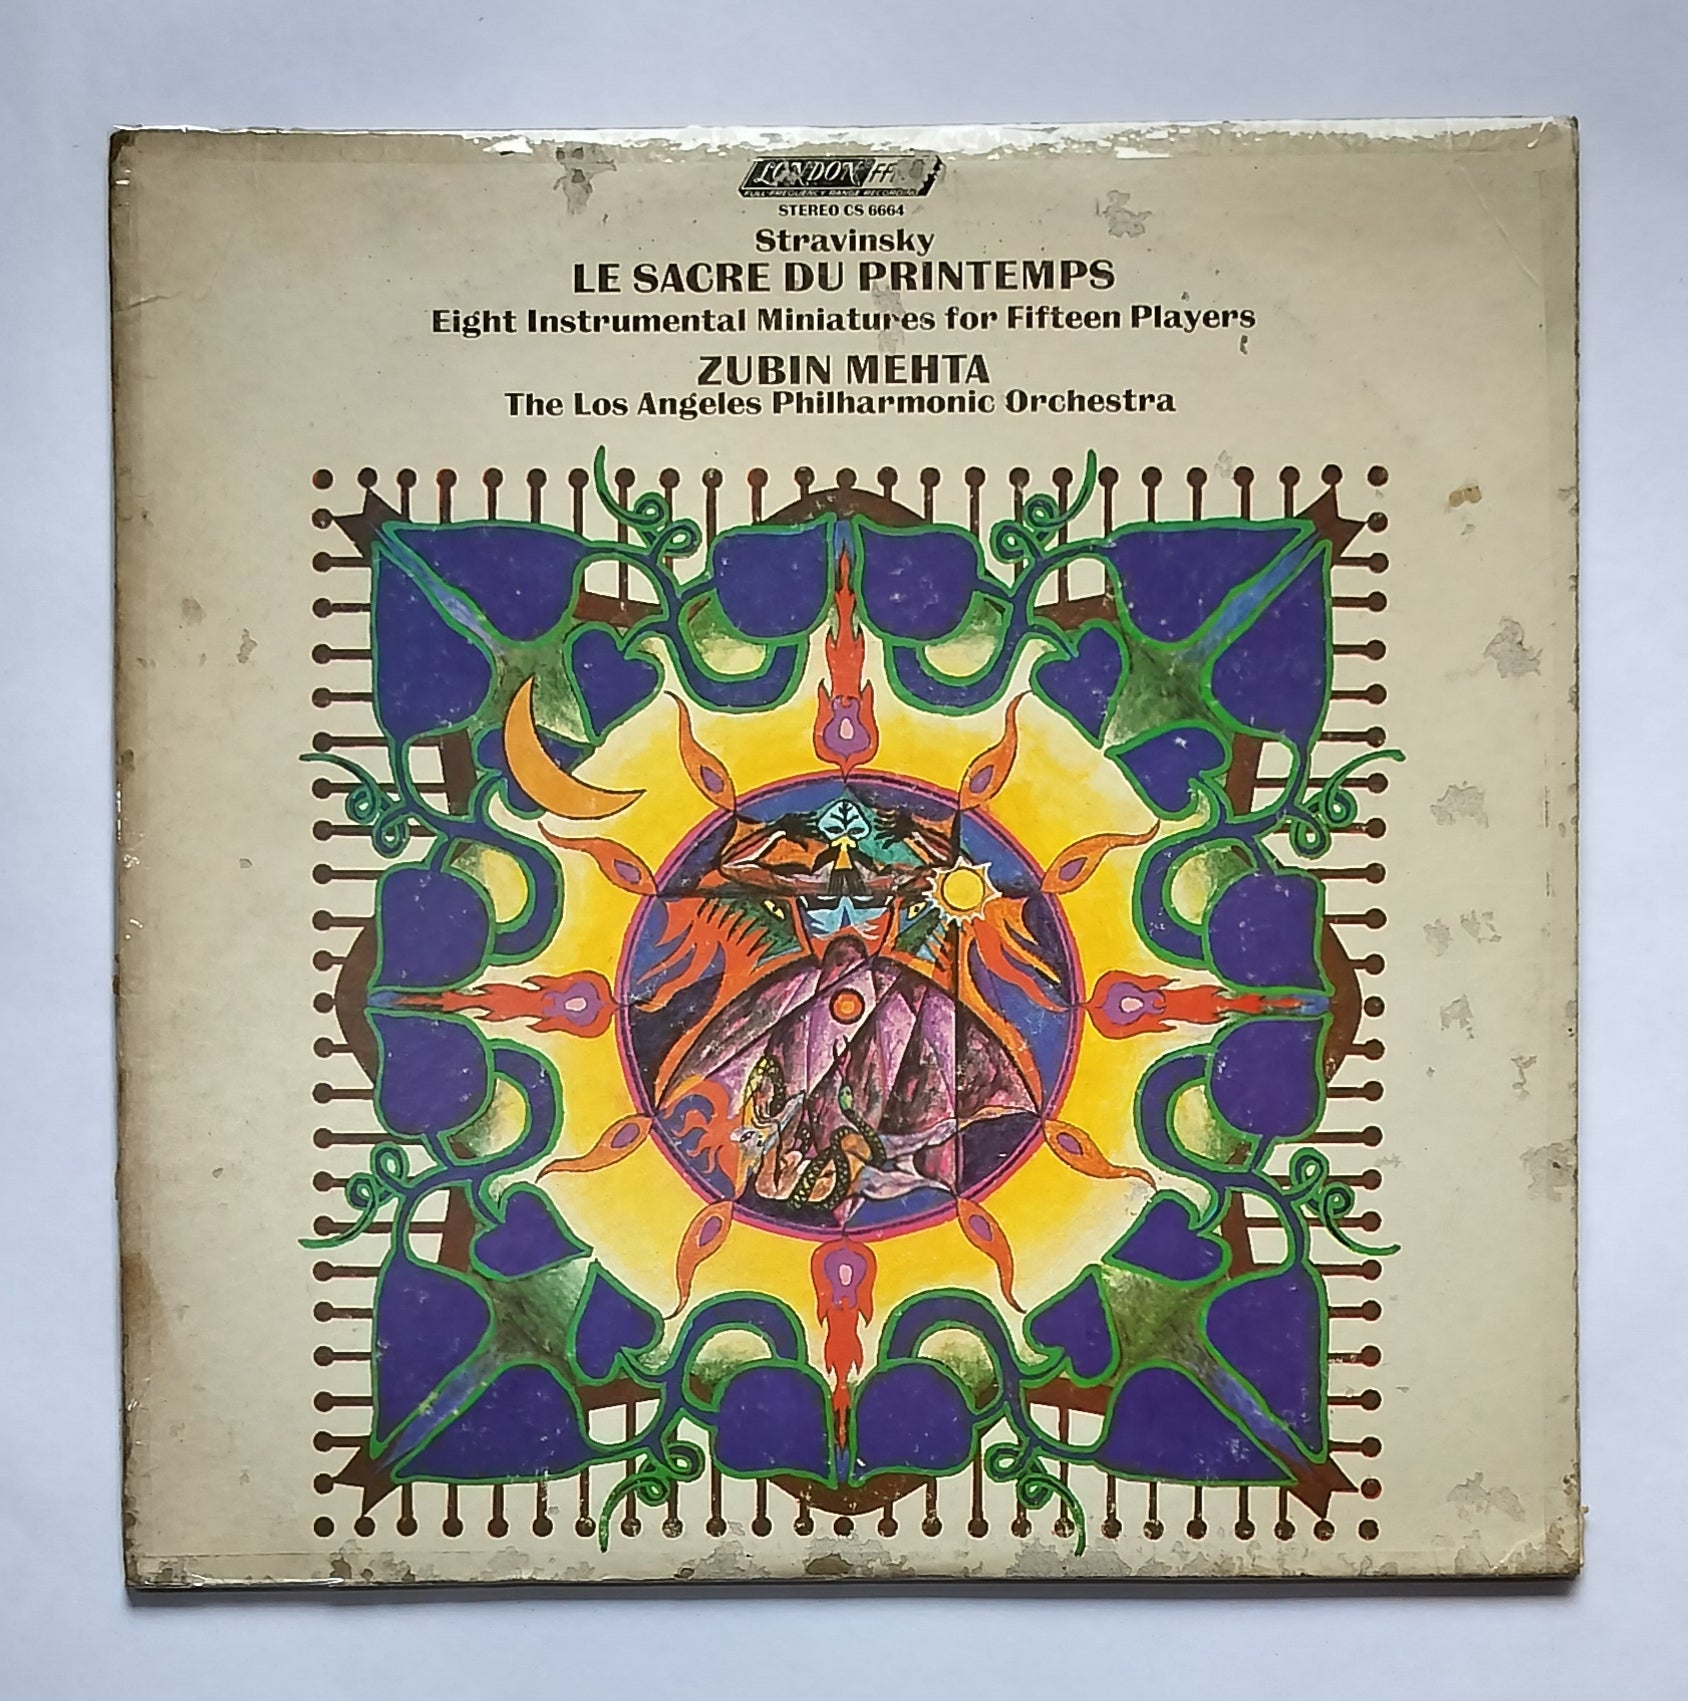 LONDON FF
FULL FREQUENCY RANGE RECORDING
STEREO CS 6664
Stravinsky
LE SACRE DU PRINTEMPS
Eight Instrumental Miniatures for Fifteen Players
ZUBIN MEHTA
The Los Angeles Philharmonic Orchestra